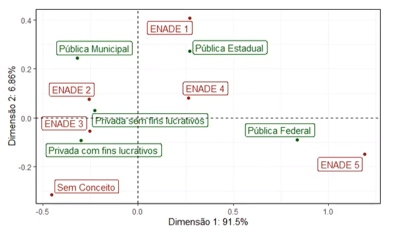 0.4
ENADE 1
Pública Municipal
Pública Estadual
0.2
ENADE 2
ENADE 4
0.0
Privada sem fins lucrativos
ENADE 3
Pública Federal
Privada com fins lucrativos
ENADE 5
-0.2
Sem Conceito
-0.5
0.0
0.5
1.0
Dimensão 1: 91.5%
Dimensão 2: 6.86%